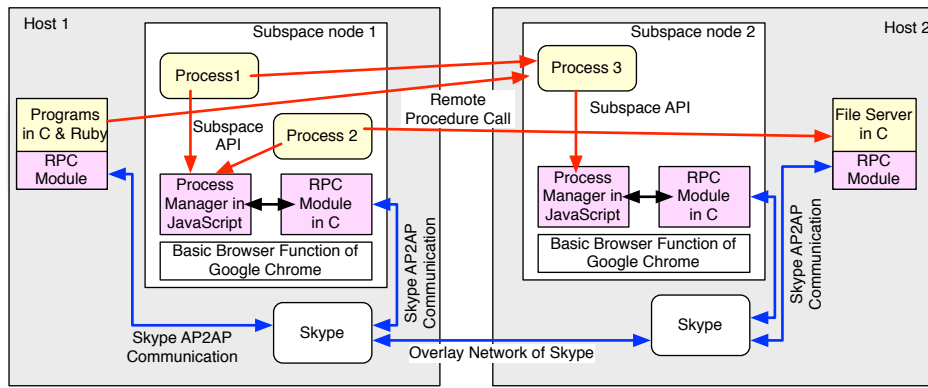 Host 1
Subspace node 1
Process1
Programs
in C & Ruby
RPC
Module
Subspace
API
Process 2
Process
Manager in
JavaScript
RPC
Module
in C
Basic Browser Function of
Google Chrome
Skype AP2AP
Communication
Skype AP2AP
Communication
Skype
Remote
Procedure Call
Overlay Network of Skype
Host 2
Subspace node 2
Process 3
Subspace API
Process
Manager in
JavaScript
RPC
Module
in C
Basic Browser Function of
Google Chrome
File Server
in C
RPC
Module
Skype AP2AP
Communication
Skype